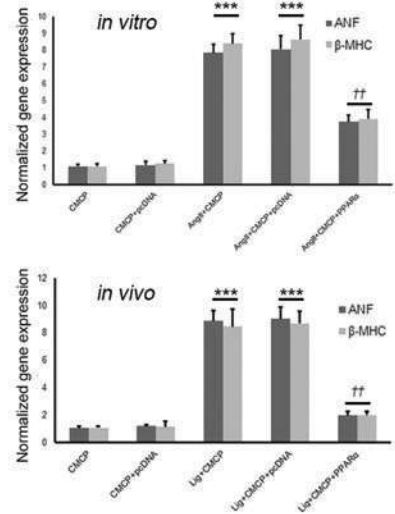 in vitro
*** ***
ANF
β-MHC
††
Normalized gene expression
10
9
8
7
6
5
4
3
2
1
0
CMCP
CMCP+pcDNA
AngII+CMCP
AngII+CMCP+pcDNA
AngII+CMCP+PPARα
in vivo
*** ***
ANF
β-MHC
††
Normalized gene expression
12
10
8
6
4
2
0
CMCP
CMCP+pcDNA
Lig+CMCP
Lig+CMCP+pcDNA
Lig+CMCP+PPARα